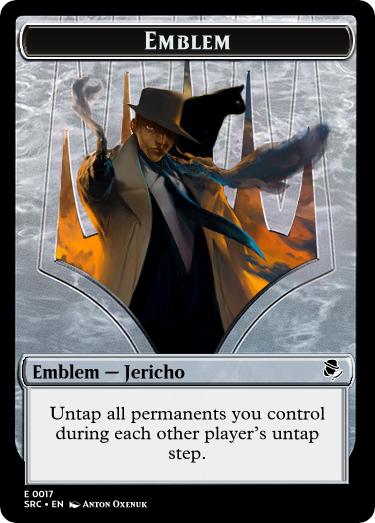 Emblem
Emblem — Jericho
Untap all permanents you control
during each other player's untap
step.
E 0017
SRC • EN Anton Oxenuk